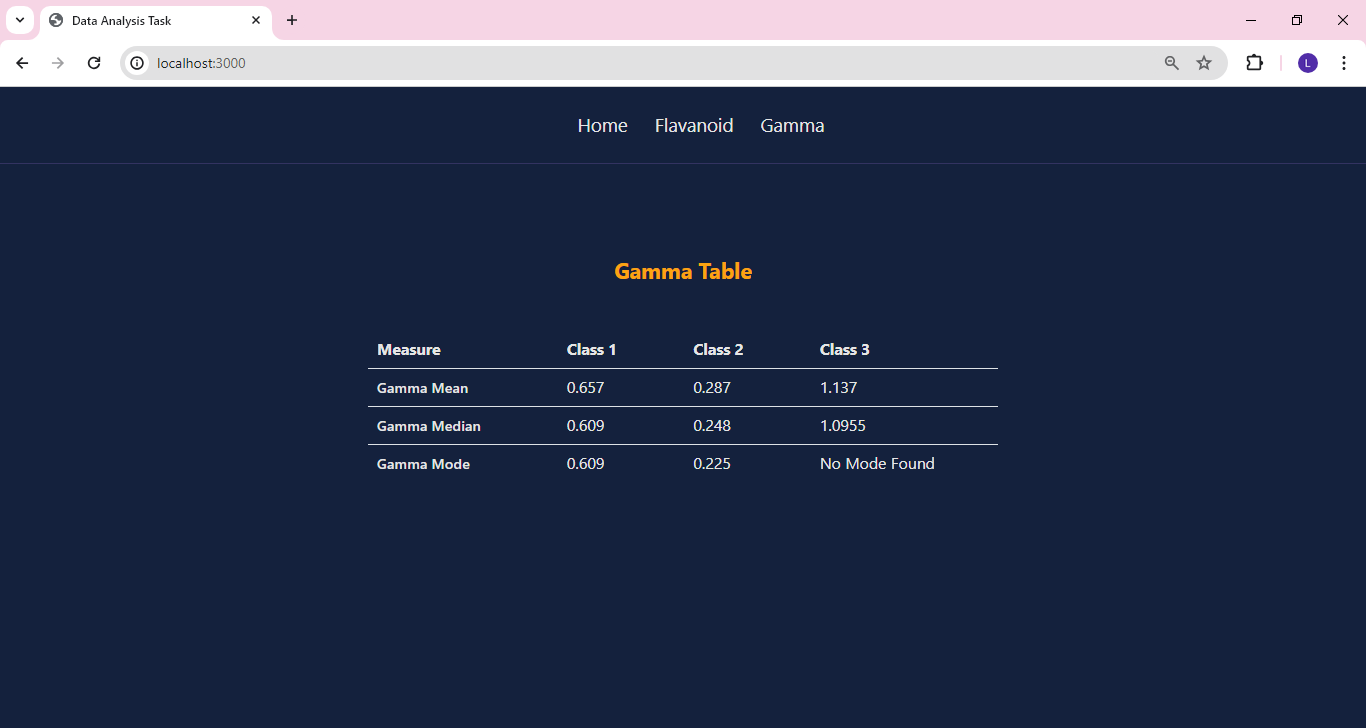 Data Analysis Task
localhost:3000
L
Home Flavanoid Gamma
Gamma Table
Measure Class 1 Class 2 Class 3
Gamma Mean 0.657 0.287 1.137
Gamma Median 0.609 0.248 1.0955
Gamma Mode 0.609 0.225 No Mode Found